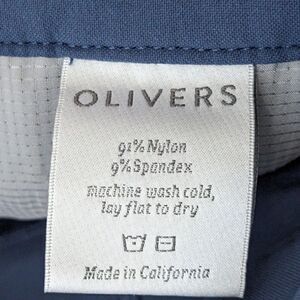 OLIVERS
91% Nylon
9% Spandex
machine wash cold,
lay flat to dry
Made in California